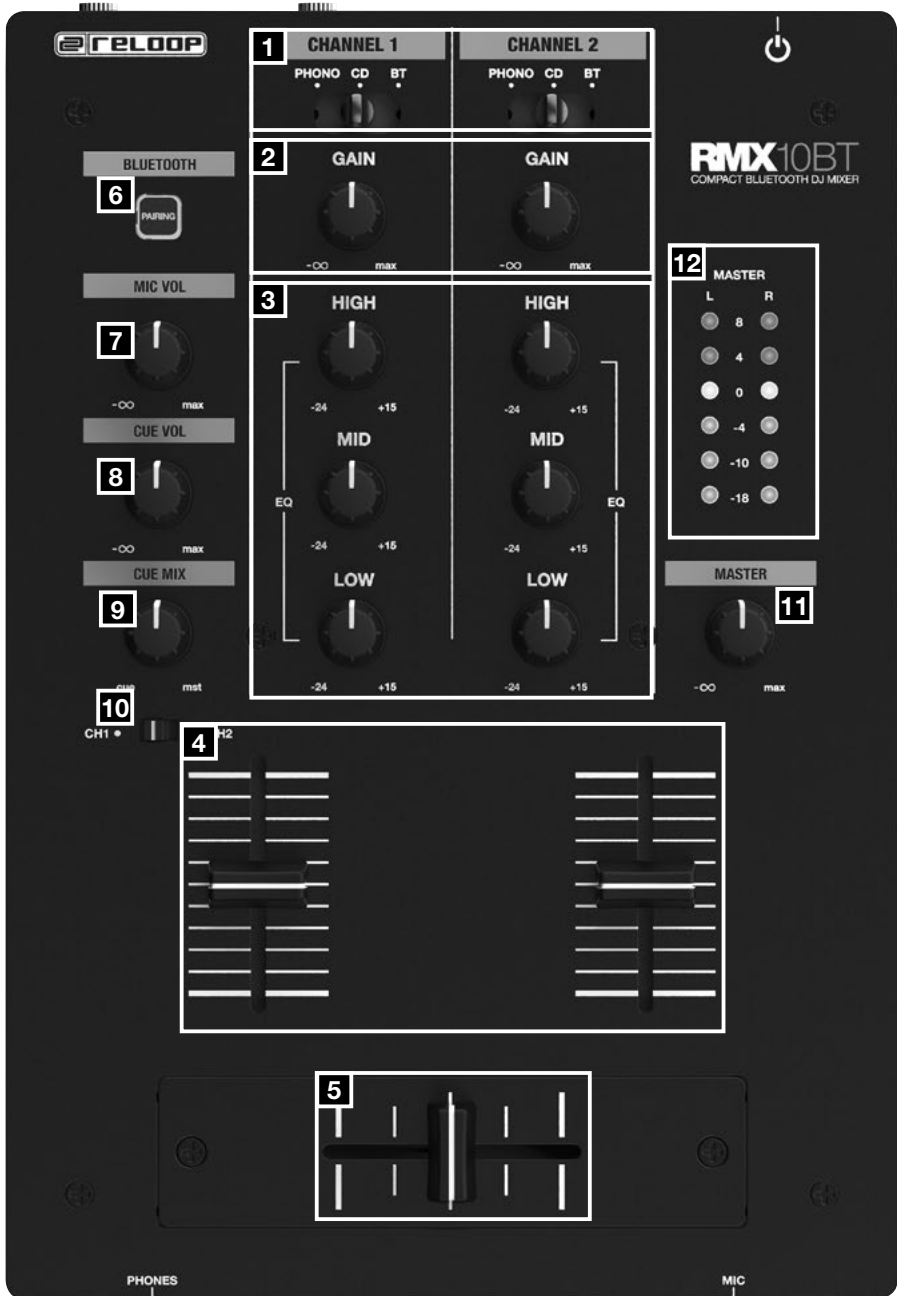 reloop
1 CHANNEL 1 CHANNEL 2
PHONO CD BT PHONO CD BT
RMX10BT
COMPACT BLUETOOTH DJ MIXER
BLUETOOTH
6
PAIRING
2 GAIN GAIN
-∞ max -∞ max
12
MASTER
L R
8
4
0
-4
-10
-18
MIC VOL
7
-∞ max
CUE VOL
8
-∞ max
CUE MIX
9
cue mst
10
CH1 H2
3 HIGH HIGH
-24 +15 -24 +15
MID MID
EQ EQ
-24 +15 -24 +15
LOW LOW
-24 +15 -24 +15
MASTER
11
-∞ max
4
5
PHONES MIC